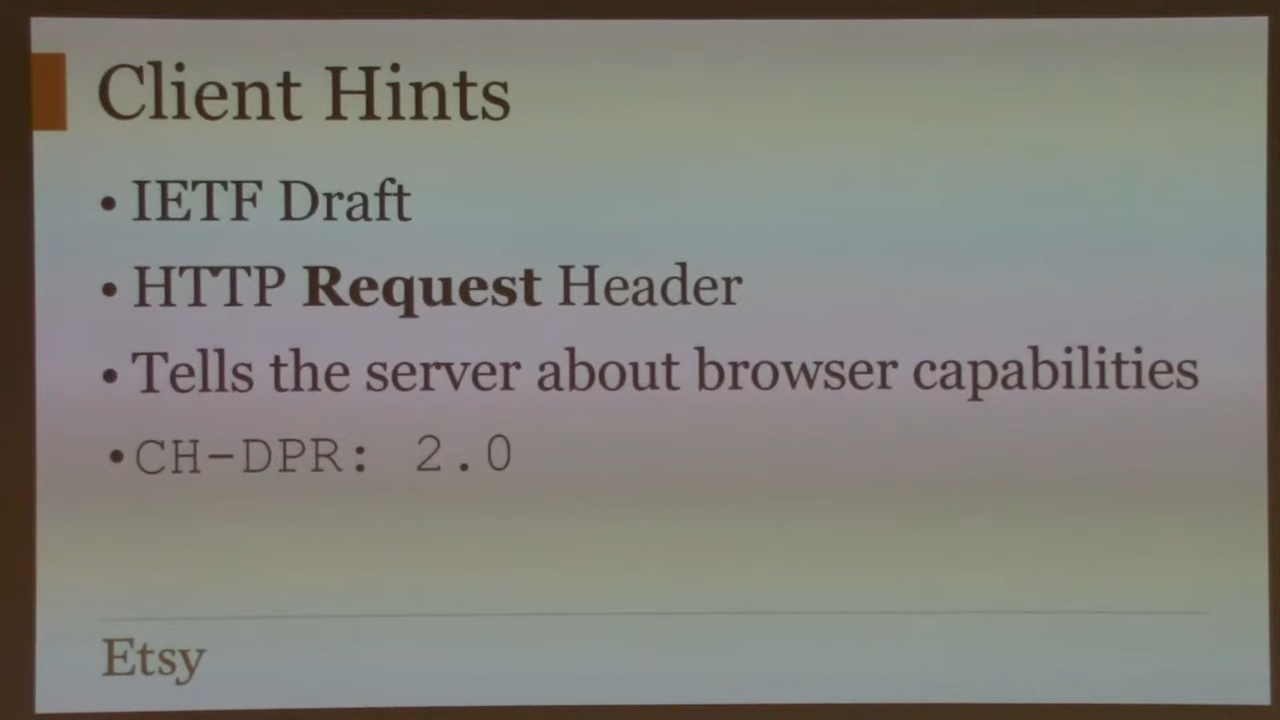 Client Hints
• IETF Draft
• HTTP Request Header
• Tells the server about browser capabilities
• CH-DPR: 2.0
Etsy